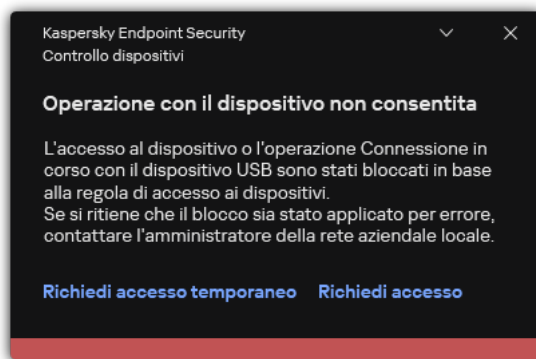 Kaspersky Endpoint Security
Controllo dispositivi
Operazione con il dispositivo non consentita
L'accesso al dispositivo o l'operazione Connessione in
corso con il dispositivo USB sono stati bloccati in base
alla regola di accesso ai dispositivi.
Se si ritiene che il blocco sia stato applicato per errore,
contattare l'amministratore della rete aziendale locale.
Richiedi accesso temporaneo Richiedi accesso